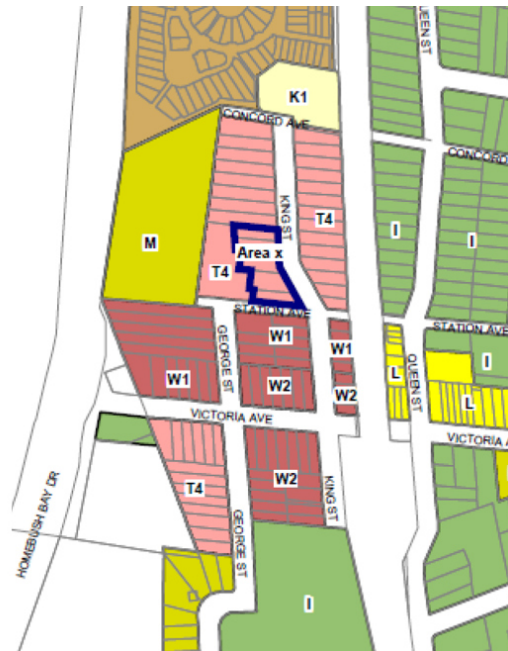 QUEEN ST
K1
CONCORD AVE
CONCORD
KING ST
T4
M
I
I
Area x
T4
STATION AVE
STATION AVE
GEORGE ST
W1
W1
I
W1
W2
W2
L
QUEEN ST
L
VICTORIA AVE
VICTORIA A
T4
W2
KING ST
HOMEBUSH BAY DR
GEORGE ST
I